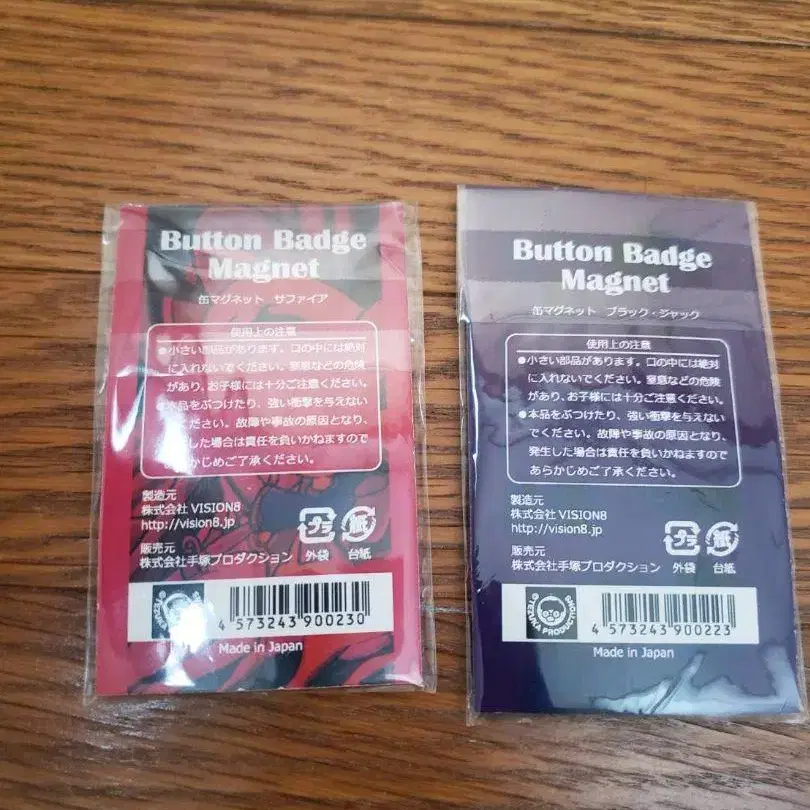 Button Badge
Magnet
缶マグネット サファイア
使用上の注意
●小さい部品があります。口の中には絶対
に入れないでください。窒息などの危険
があり、お子様には十分ご注意ください。
●本品をぶつけたり、強い衝撃を与えない
でください。故障や事故の原因となり、
発生した場合は責任を負いかねますので
あらかじめご了承ください。
製造元
株式会社 VISION8
http://vision8.jp
販売元
株式会社手塚プロダクション
プラ
外袋
紙
台紙
4 573243 900230
Made in Japan
Button Badge
Magnet
缶マグネット ブラック・ジャック
使用上の注意
●小さい部品があります。口の中には絶対
に入れないでください。窒息などの危険
があり、お子様には十分ご注意ください。
●本品をぶつけたり、強い衝撃を与えない
でください。故障や事故の原因となり、
発生した場合は責任を負いかねますので
あらかじめご了承ください。
製造元
株式会社 VISION8
http://vision8.jp
販売元
株式会社手塚プロダクション
プラ
外袋
紙
台紙
©TEZUKA PRODUCTIONS
4 573243 900223
Made in Japan